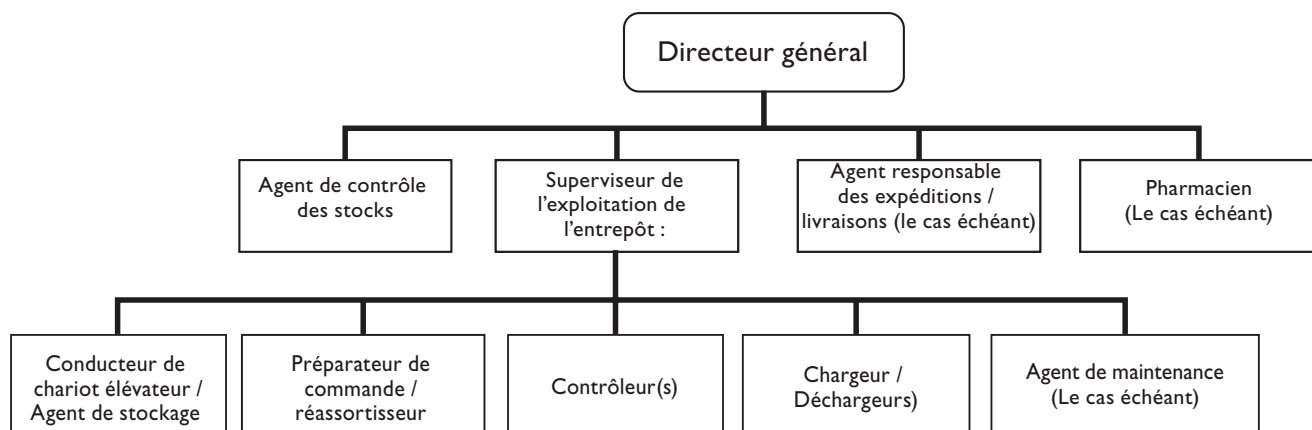 Directeur général
Agent de contrôle
des stocks
Superviseur de
l'exploitation de
l'entrepôt :
Agent responsable
des expéditions /
livraisons (le cas échéant)
Pharmacien
(Le cas échéant)
Conducteur de
chariot élévateur /
Agent de stockage
Préparateur de
commande /
réassortisseur
Contrôleur(s)
Chargeur /
Déchargeurs)
Agent de maintenance
(Le cas échéant)